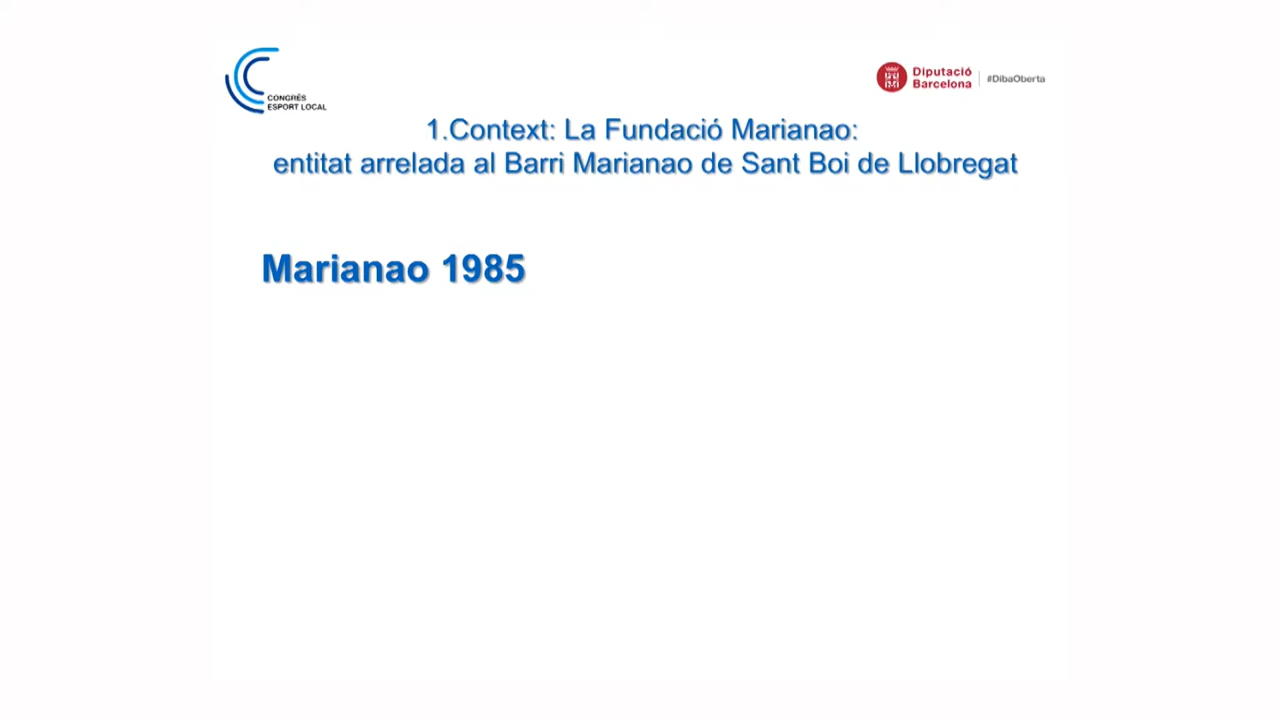 CONGRÉS
ESPORT LOCAL
Diputació
Barcelona
#DibaOberta
1.Context: La Fundació Marianao:
entitat arrelada al Barri Marianao de Sant Boi de Llobregat
Marianao 1985